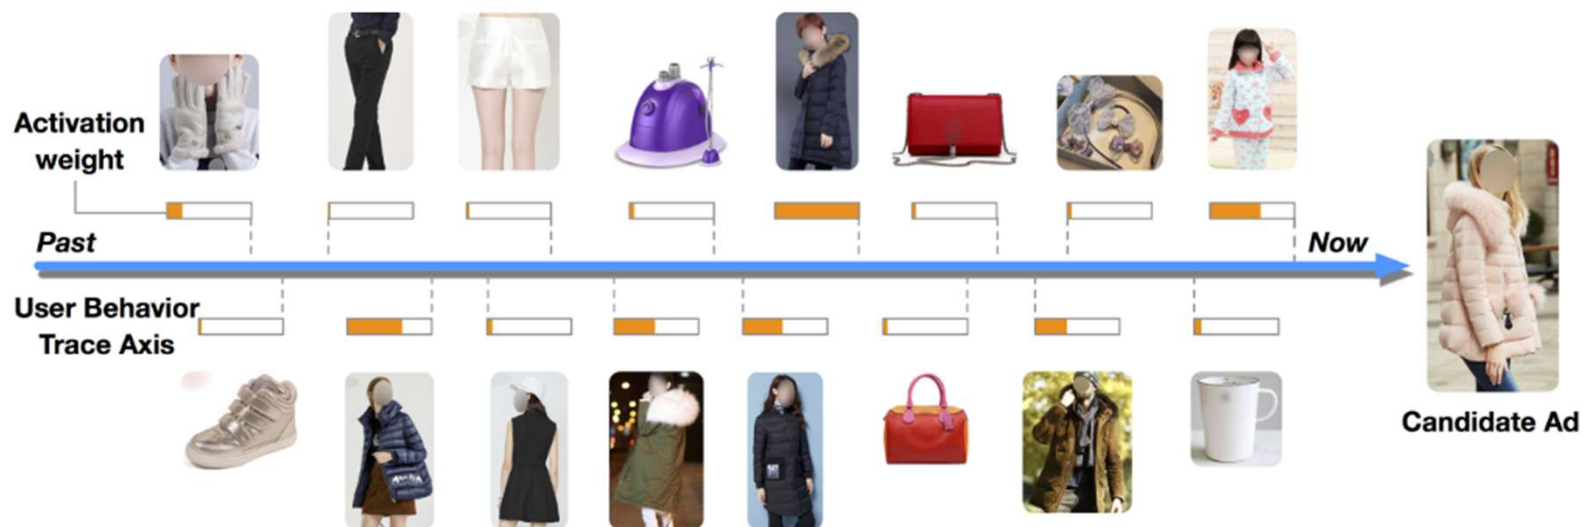 Activation
weight
Past
Now
User Behavior
Trace Axis
Candidate Ad